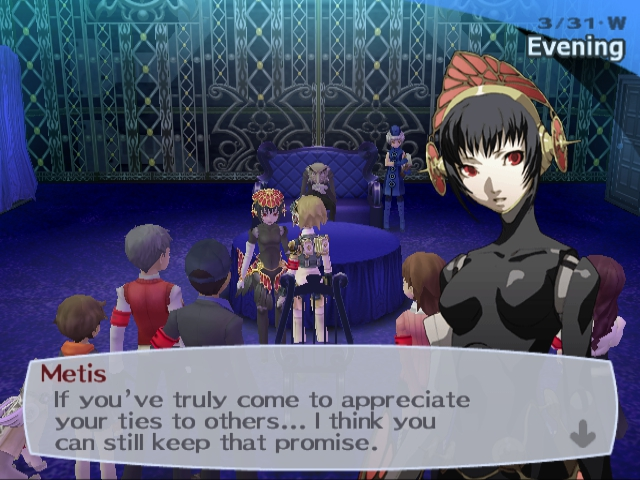 3/31·W
Evening
Metis
If you've truly come to appreciate
your ties to others... I think you
can still keep that promise.